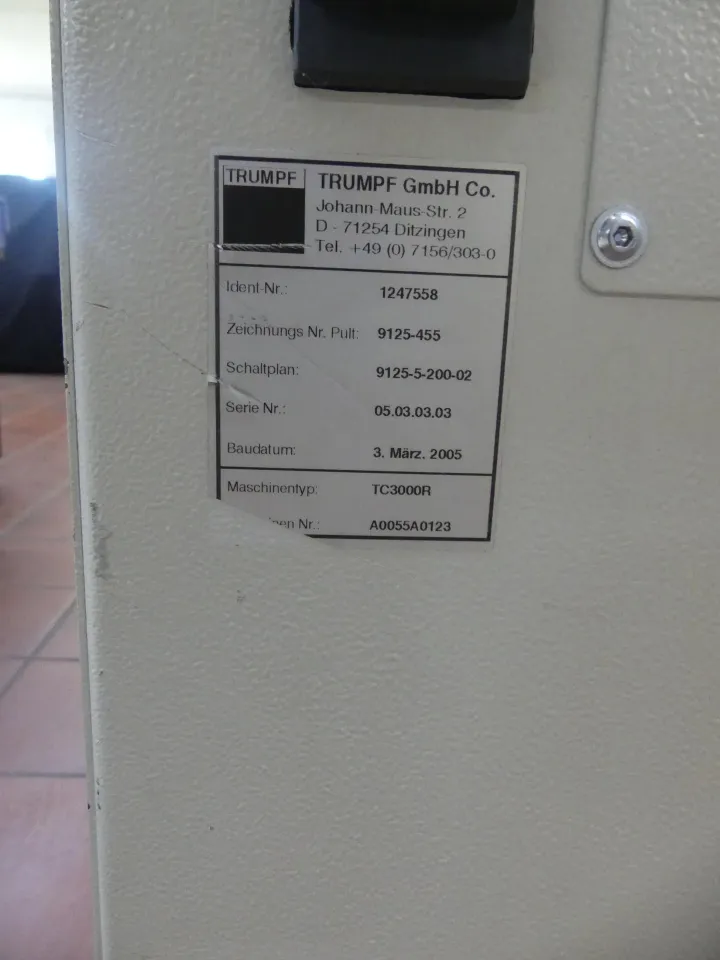 TRUMPF
TRUMPF GmbH Co.
Johann-Maus-Str. 2
D - 71254 Ditzingen
Tel. +49 (0) 7156/303-0
Ident-Nr.: 1247558
Zeichnungs Nr. Pult: 9125-455
Schaltplan: 9125-5-200-02
Serie Nr.: 05.03.03.03
Baudatum: 3. März. 2005
Maschinentyp: TC3000R
Nr.: A0055A0123